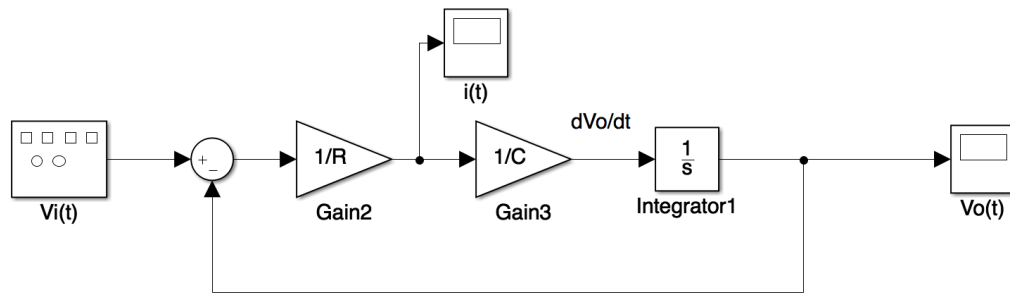 i(t)
dVo/dt
+
−
1/R
1/C
1
s
Vi(t)
Gain2
Gain3
Integrator1
Vo(t)